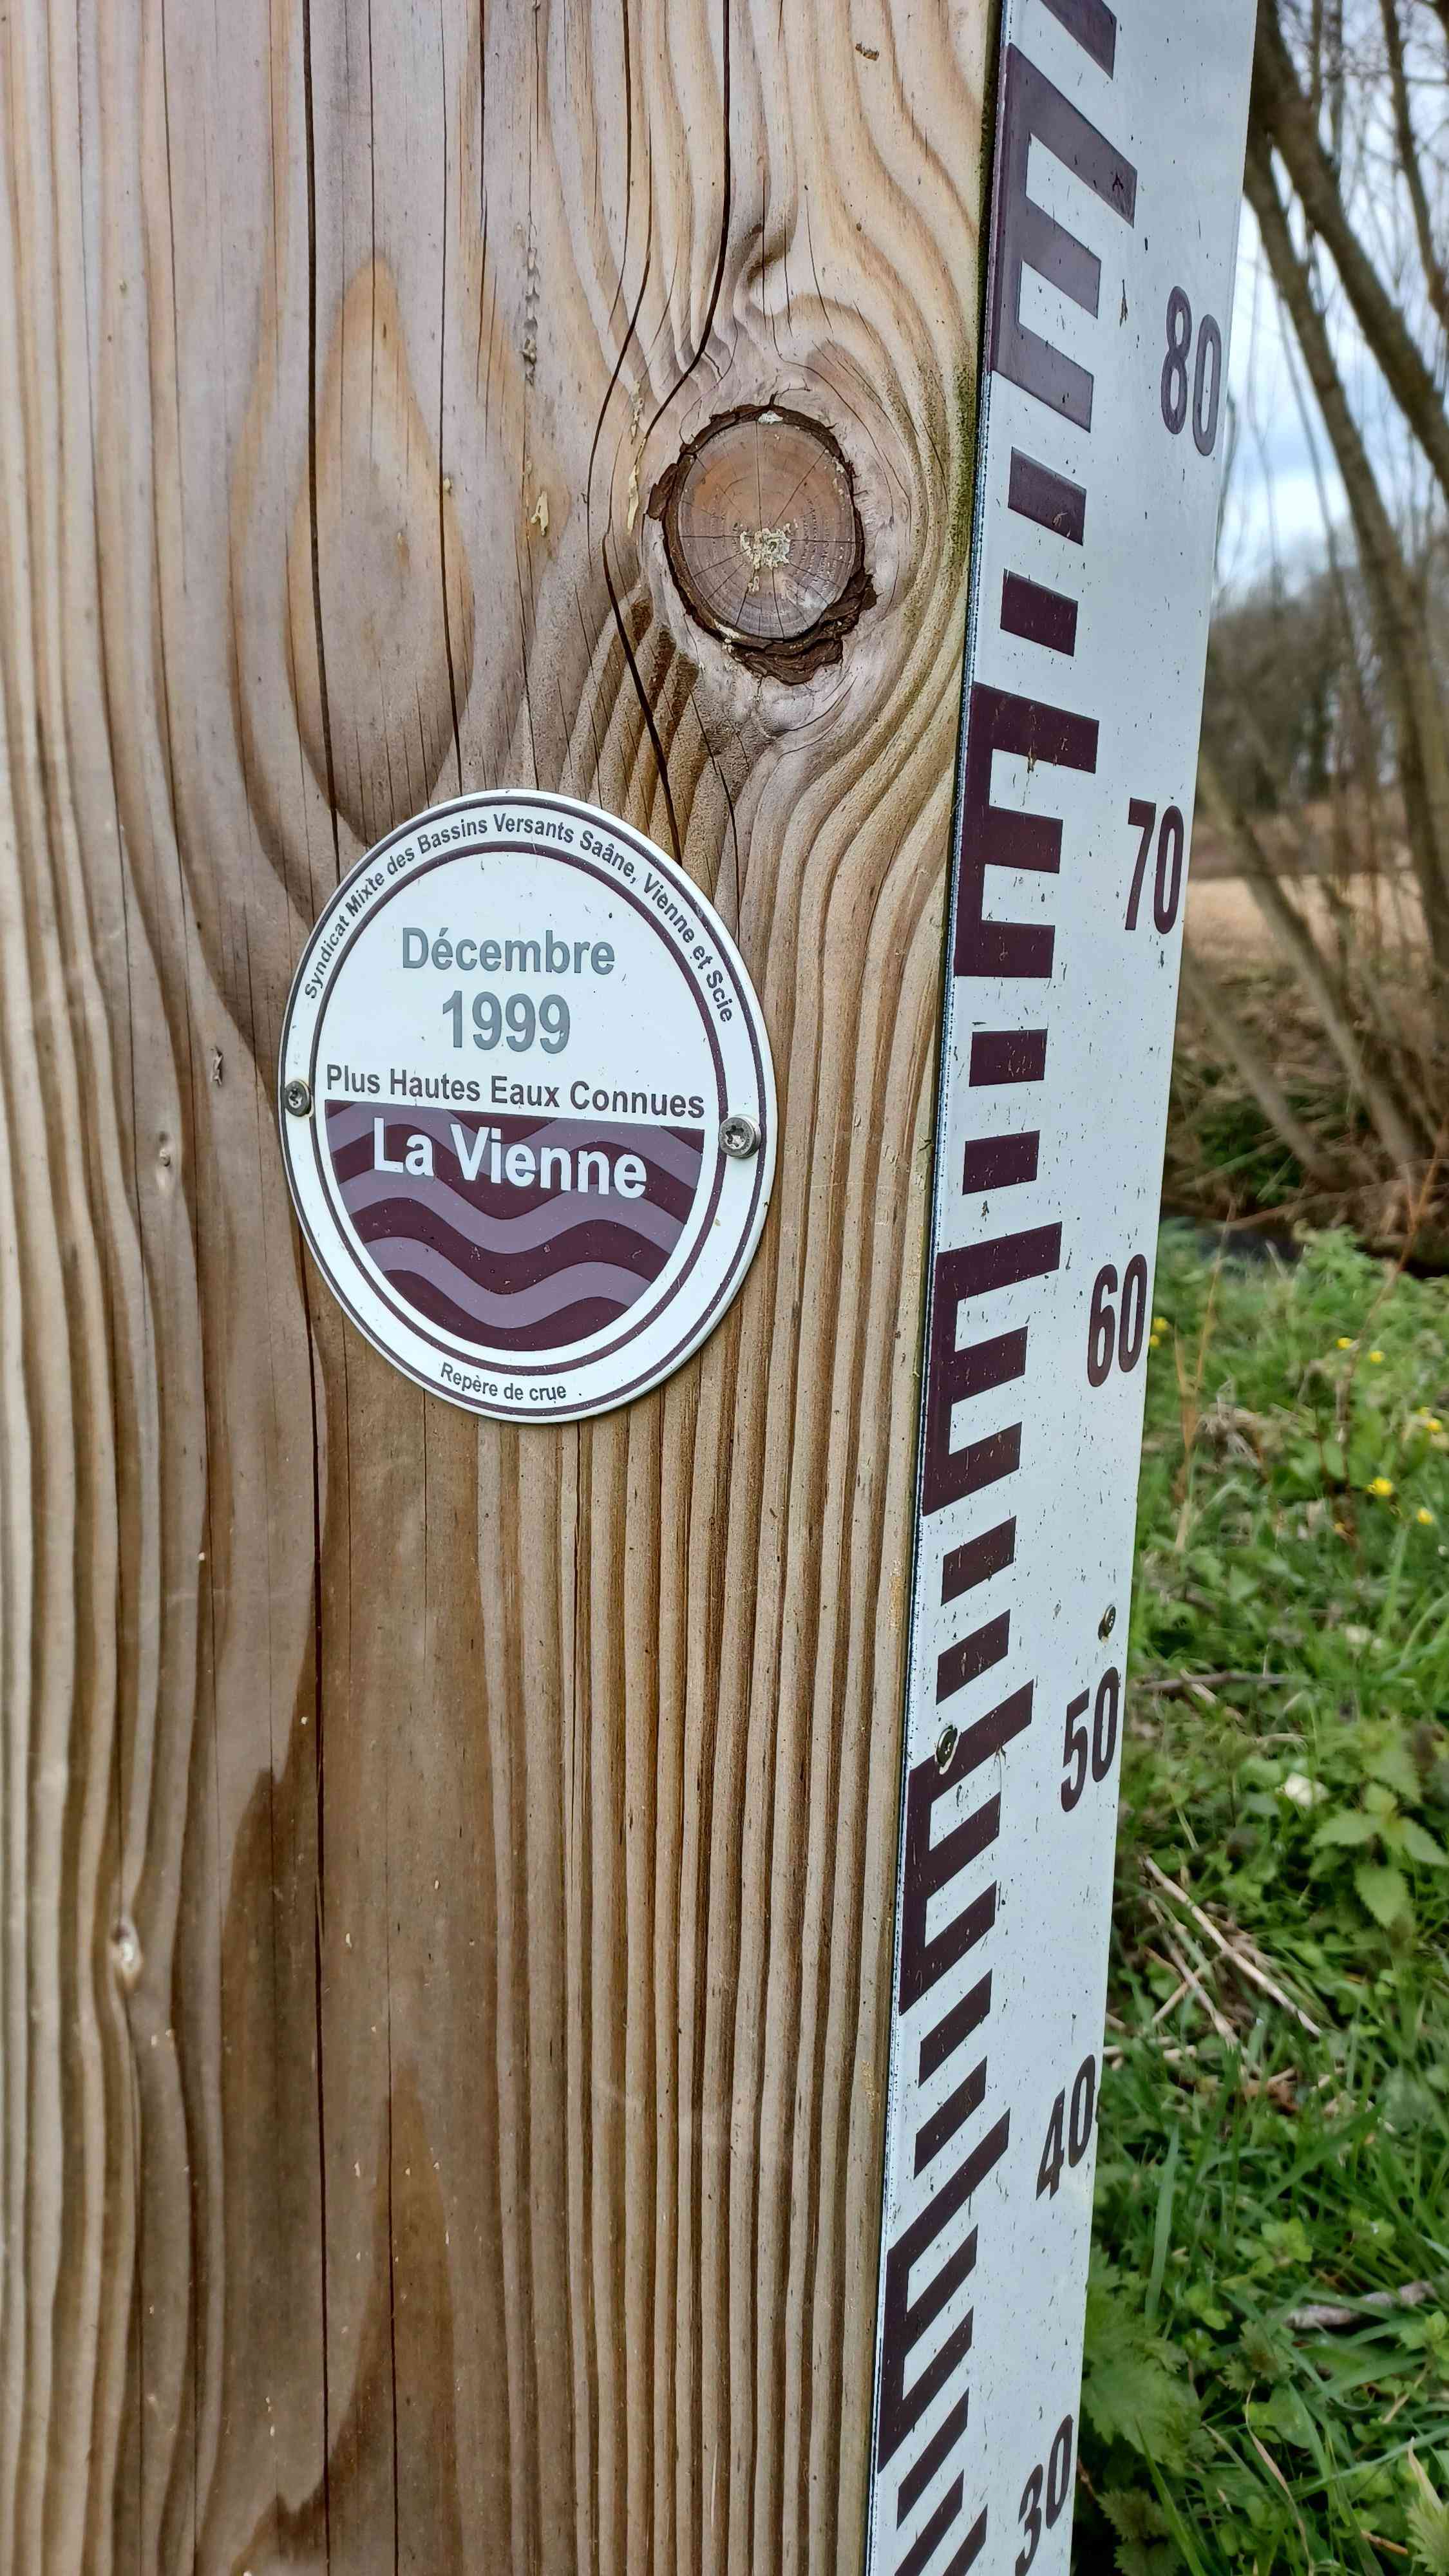 Syndicat Mixte des Bassins Versants Saâne, Vienne et Scie
Décembre
1999
Plus Hautes Eaux Connues
La Vienne
Repère de crue
80
70
60
50
40
30